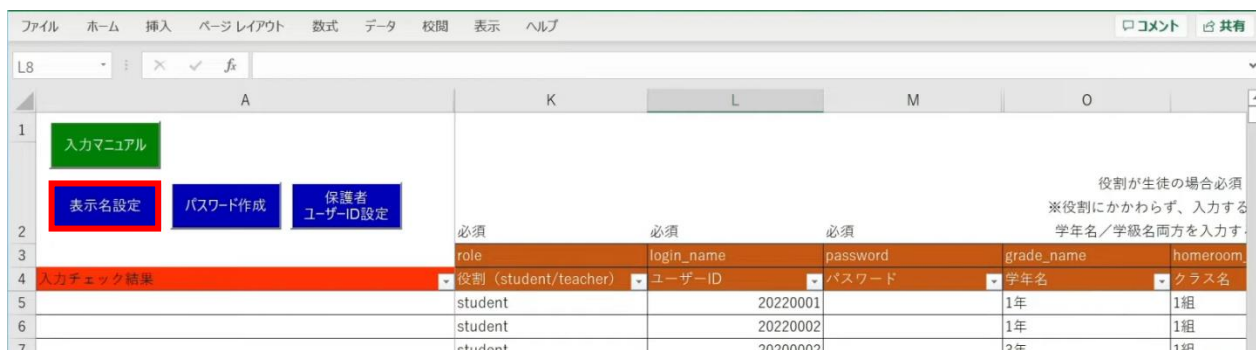 ファイル ホーム 挿入 ページ レイアウト 数式 データ 校閲 表示 ヘルプ コメント 共有
L8 fx
A K L M O
1
入力マニュアル
表示名設定 パスワード作成 保護者
ユーザーID設定
役割が生徒の場合必須
※役割にかかわらず、入力する
2 必須 必須 必須 学年名／学級名両方を入力す
3 role login_name password grade_name homeroom_
4 入力チェック結果 役割（student/teacher） ユーザーID パスワード 学年名 クラス名
5 student 20220001 1年 1組
6 student 20220002 1年 1組
7 student 20200002 3年 1組